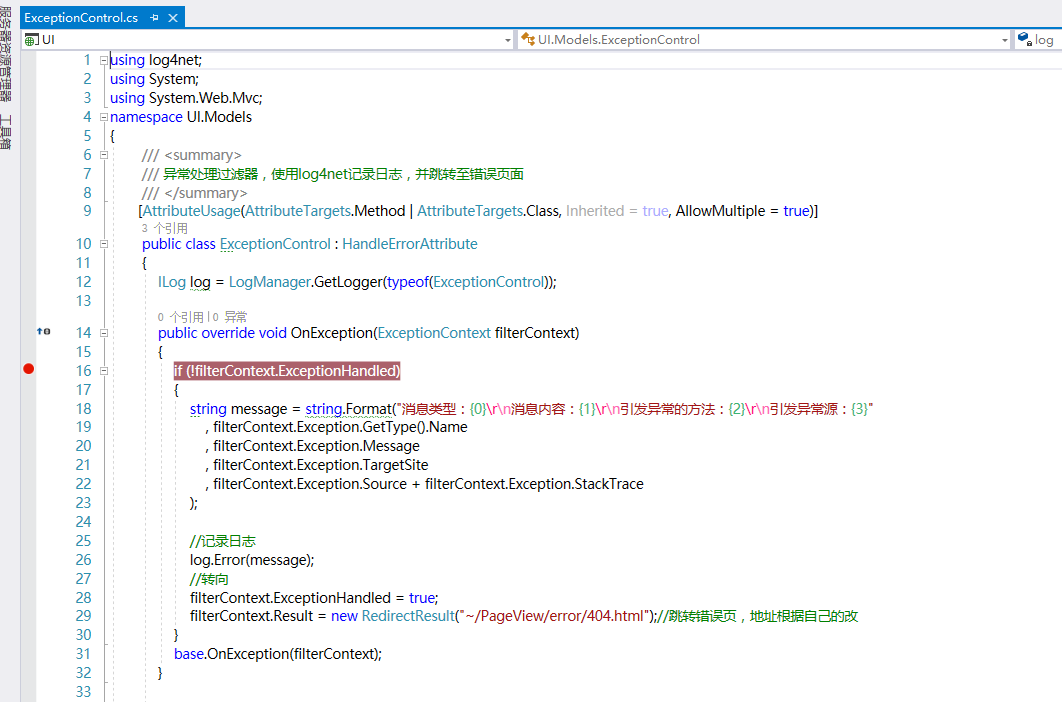 服务器资源管理器 工具箱
ExceptionControl.cs
UI UI.Models.ExceptionControl log
1 using log4net;
2 using System;
3 using System.Web.Mvc;
4 namespace UI.Models
5 {
6 /// <summary>
7 /// 异常处理过滤器，使用log4net记录日志，并跳转至错误页面
8 /// </summary>
9 [AttributeUsage(AttributeTargets.Method | AttributeTargets.Class, Inherited = true, AllowMultiple = true)]
3 个引用
10 public class ExceptionControl : HandleErrorAttribute
11 {
12 ILog log = LogManager.GetLogger(typeof(ExceptionControl));
13
0 个引用 | 0 异常
14 public override void OnException(ExceptionContext filterContext)
15 {
16 if (!filterContext.ExceptionHandled)
17 {
18 string message = string.Format("消息类型：{0}\r\n消息内容：{1}\r\n引发异常的方法：{2}\r\n引发异常源：{3}"
19 , filterContext.Exception.GetType().Name
20 , filterContext.Exception.Message
21 , filterContext.Exception.TargetSite
22 , filterContext.Exception.Source + filterContext.Exception.StackTrace
23 );
24
25 //记录日志
26 log.Error(message);
27 //转向
28 filterContext.ExceptionHandled = true;
29 filterContext.Result = new RedirectResult("~/PageView/error/404.html");//跳转错误页，地址根据自己的改
30 }
31 base.OnException(filterContext);
32 }
33